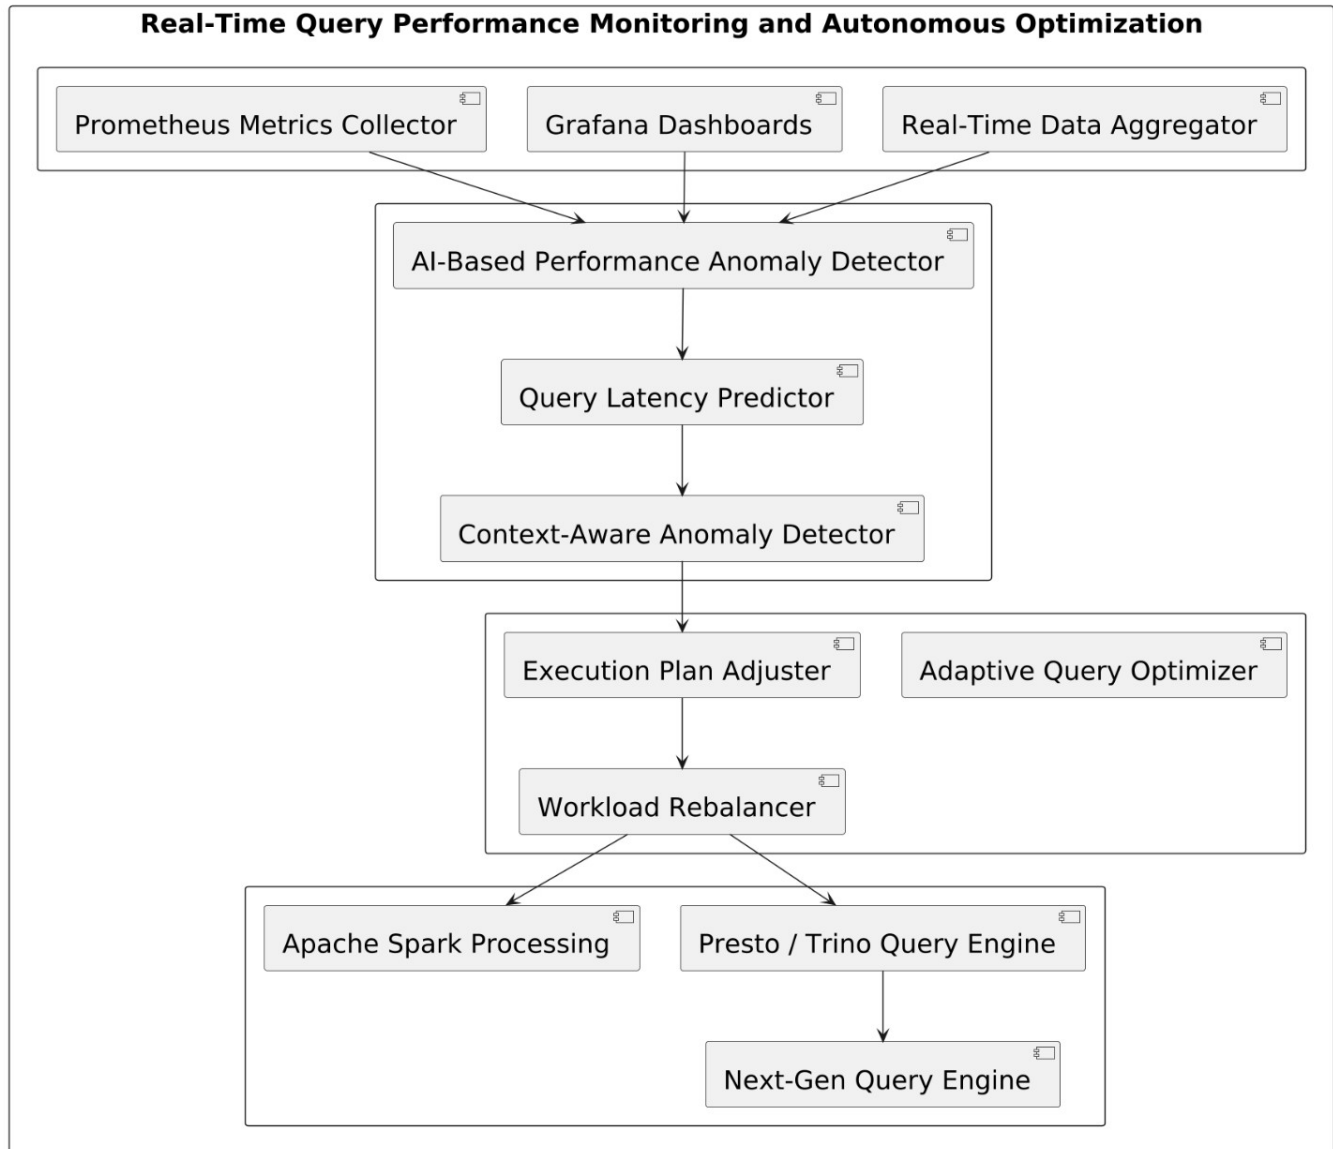 Real-Time Query Performance Monitoring and Autonomous Optimization
Prometheus Metrics Collector
Grafana Dashboards
Real-Time Data Aggregator
AI-Based Performance Anomaly Detector
Query Latency Predictor
Context-Aware Anomaly Detector
Execution Plan Adjuster
Adaptive Query Optimizer
Workload Rebalancer
Apache Spark Processing
Presto / Trino Query Engine
Next-Gen Query Engine